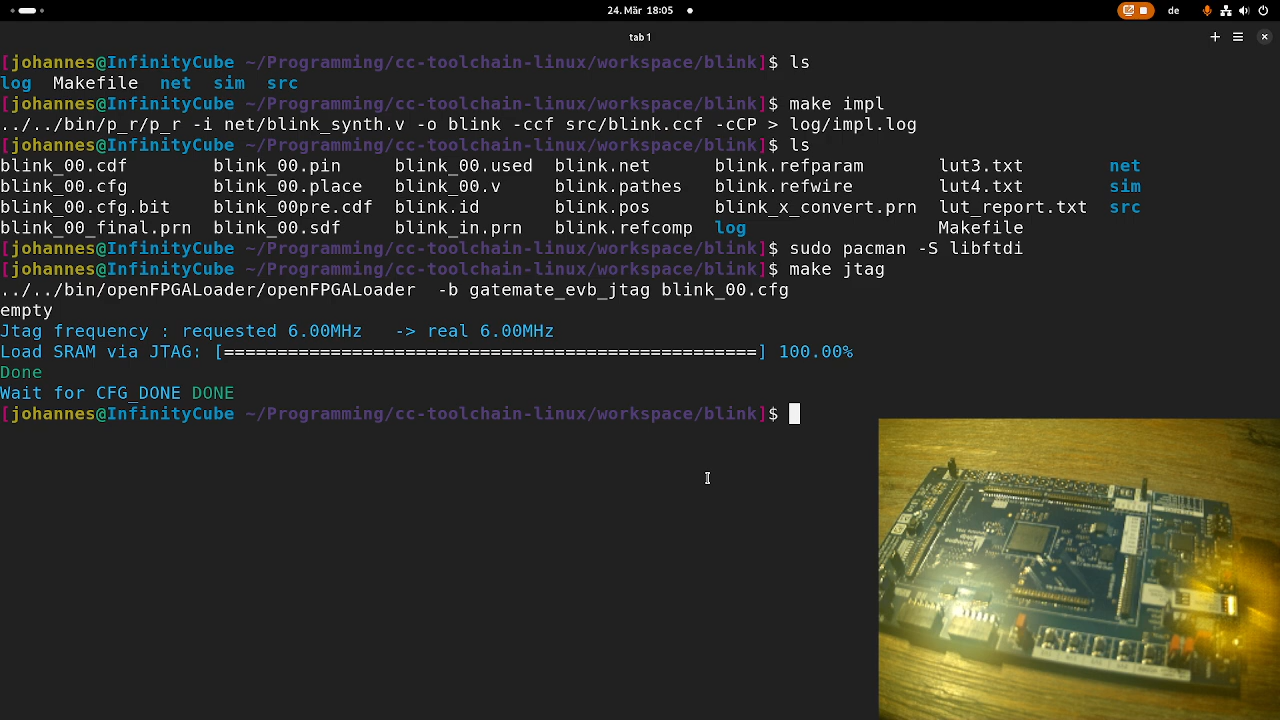 24. Mär 18:05
de
tab 1
[johannes@InfinityCube ~/Programming/cc-toolchain-linux/workspace/blink]$ ls
log Makefile net sim src
[johannes@InfinityCube ~/Programming/cc-toolchain-linux/workspace/blink]$ make impl
../../bin/p_r/p_r -i net/blink_synth.v -o blink -ccf src/blink.ccf -cCP > log/impl.log
[johannes@InfinityCube ~/Programming/cc-toolchain-linux/workspace/blink]$ ls
blink_00.cdf blink_00.pin blink_00.used blink.net blink.refparam lut3.txt net
blink_00.cfg blink_00.place blink_00.v blink.pathes blink.refwire lut4.txt sim
blink_00.cfg.bit blink_00pre.cdf blink.id blink.pos blink_x_convert.prn lut_report.txt src
blink_00_final.prn blink_00.sdf blink_in.prn blink.refcomp log Makefile
[johannes@InfinityCube ~/Programming/cc-toolchain-linux/workspace/blink]$ sudo pacman -S libftdi
[johannes@InfinityCube ~/Programming/cc-toolchain-linux/workspace/blink]$ make jtag
../../bin/openFPGALoader/openFPGALoader -b gatemate_evb_jtag blink_00.cfg
empty
Jtag frequency : requested 6.00MHz -> real 6.00MHz
Load SRAM via JTAG: [==================================================] 100.00%
Done
Wait for CFG_DONE DONE
[johannes@InfinityCube ~/Programming/cc-toolchain-linux/workspace/blink]$